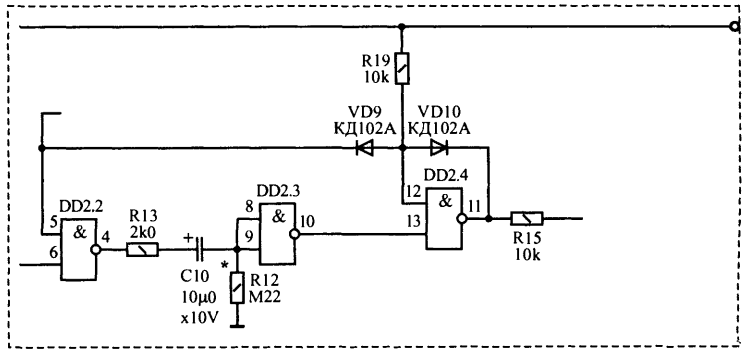 R19
10k
VD9
КД102А
VD10
КД102А
DD2.2
5
6
&
4
R13
2k0
+
C10
10μ0
x10V
*
R12
M22
DD2.3
8
9
&
10
DD2.4
12
13
&
11
R15
10k